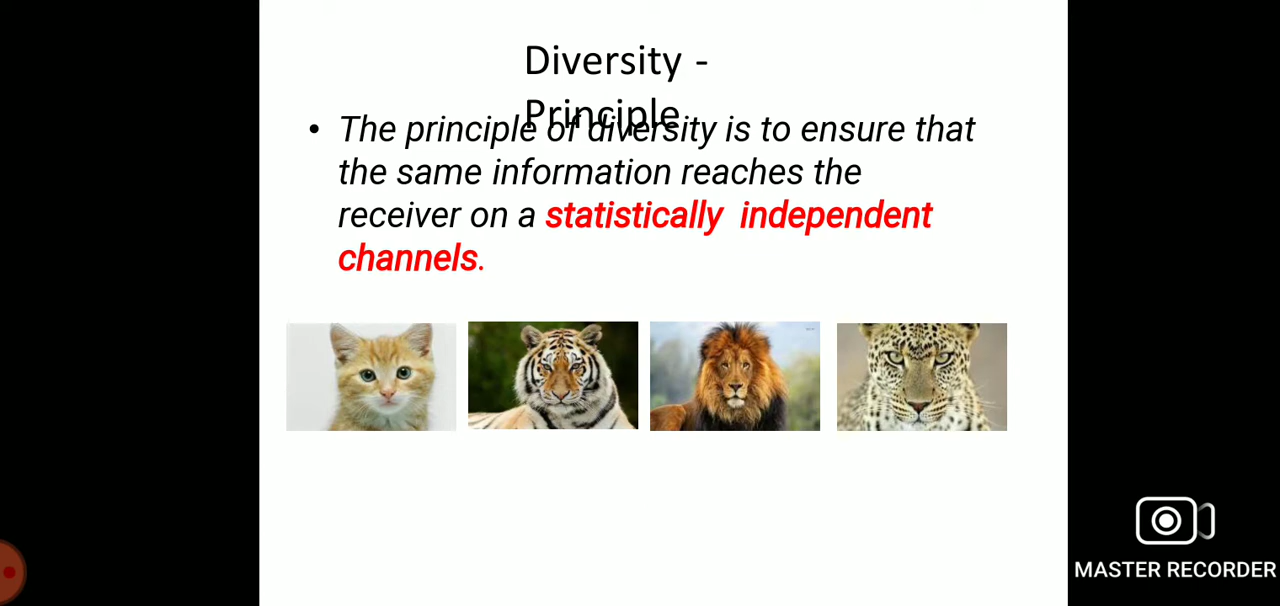 Diversity -
Principle
• The principle of diversity is to ensure that
the same information reaches the
receiver on a statistically independent
channels.
MASTER RECORDER